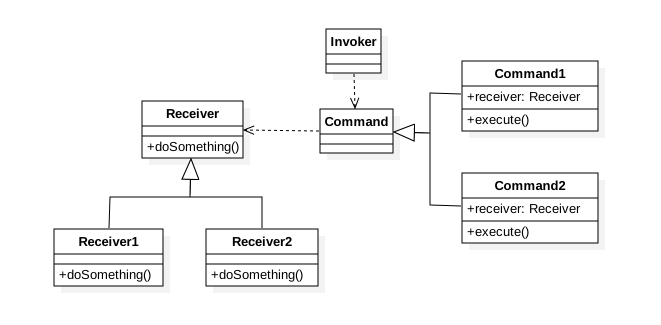 Invoker
Command1
+receiver: Receiver
+execute()
Receiver
+doSomething()
Command
Command2
+receiver: Receiver
+execute()
Receiver1
+doSomething()
Receiver2
+doSomething()